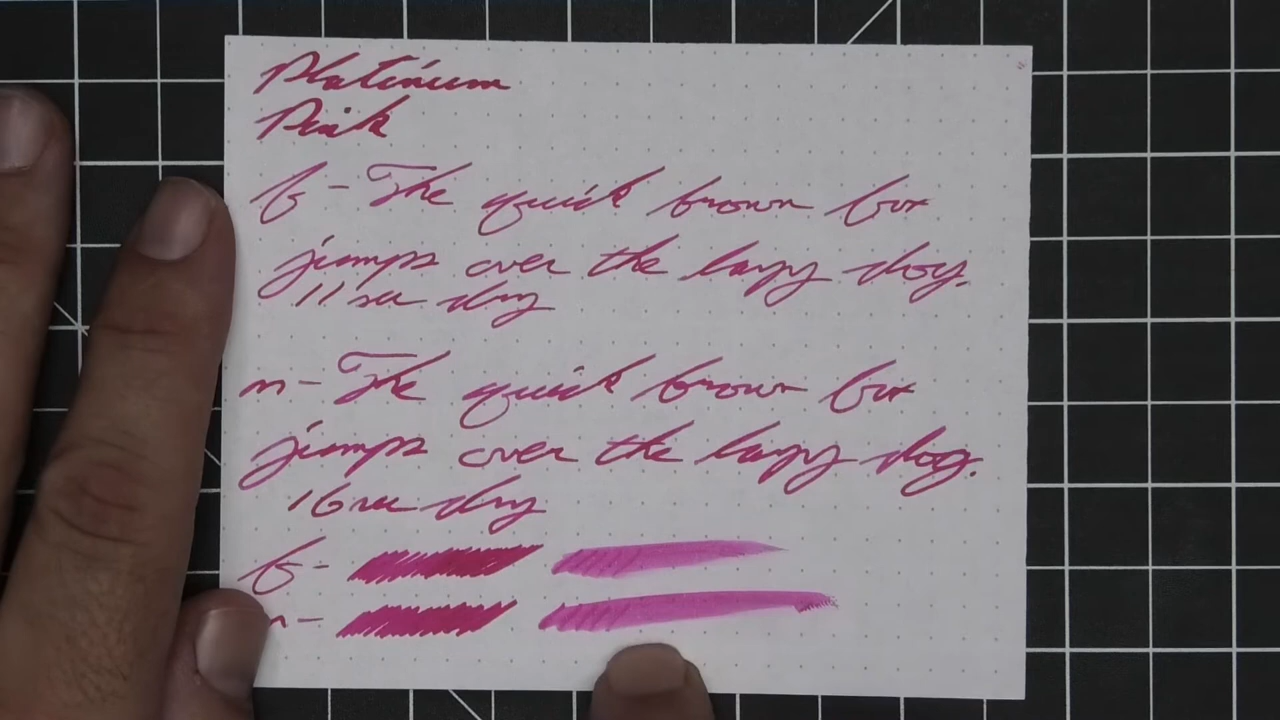 Platinum
Pink
f - The quick brown fox
jumps over the lazy dog.
11 sec dry
m - The quick brown fox
jumps over the lazy dog.
16 sec dry
f -
m -